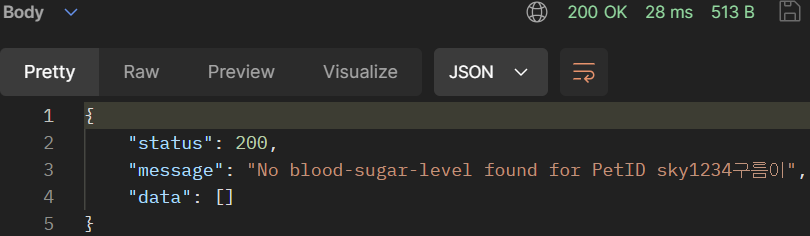 Body 200 OK 28 ms 513 B
Pretty Raw Preview Visualize JSON
1 {
2 "status": 200,
3 "message": "No blood-sugar-level found for PetID sky1234구름이",
4 "data": []
5 }